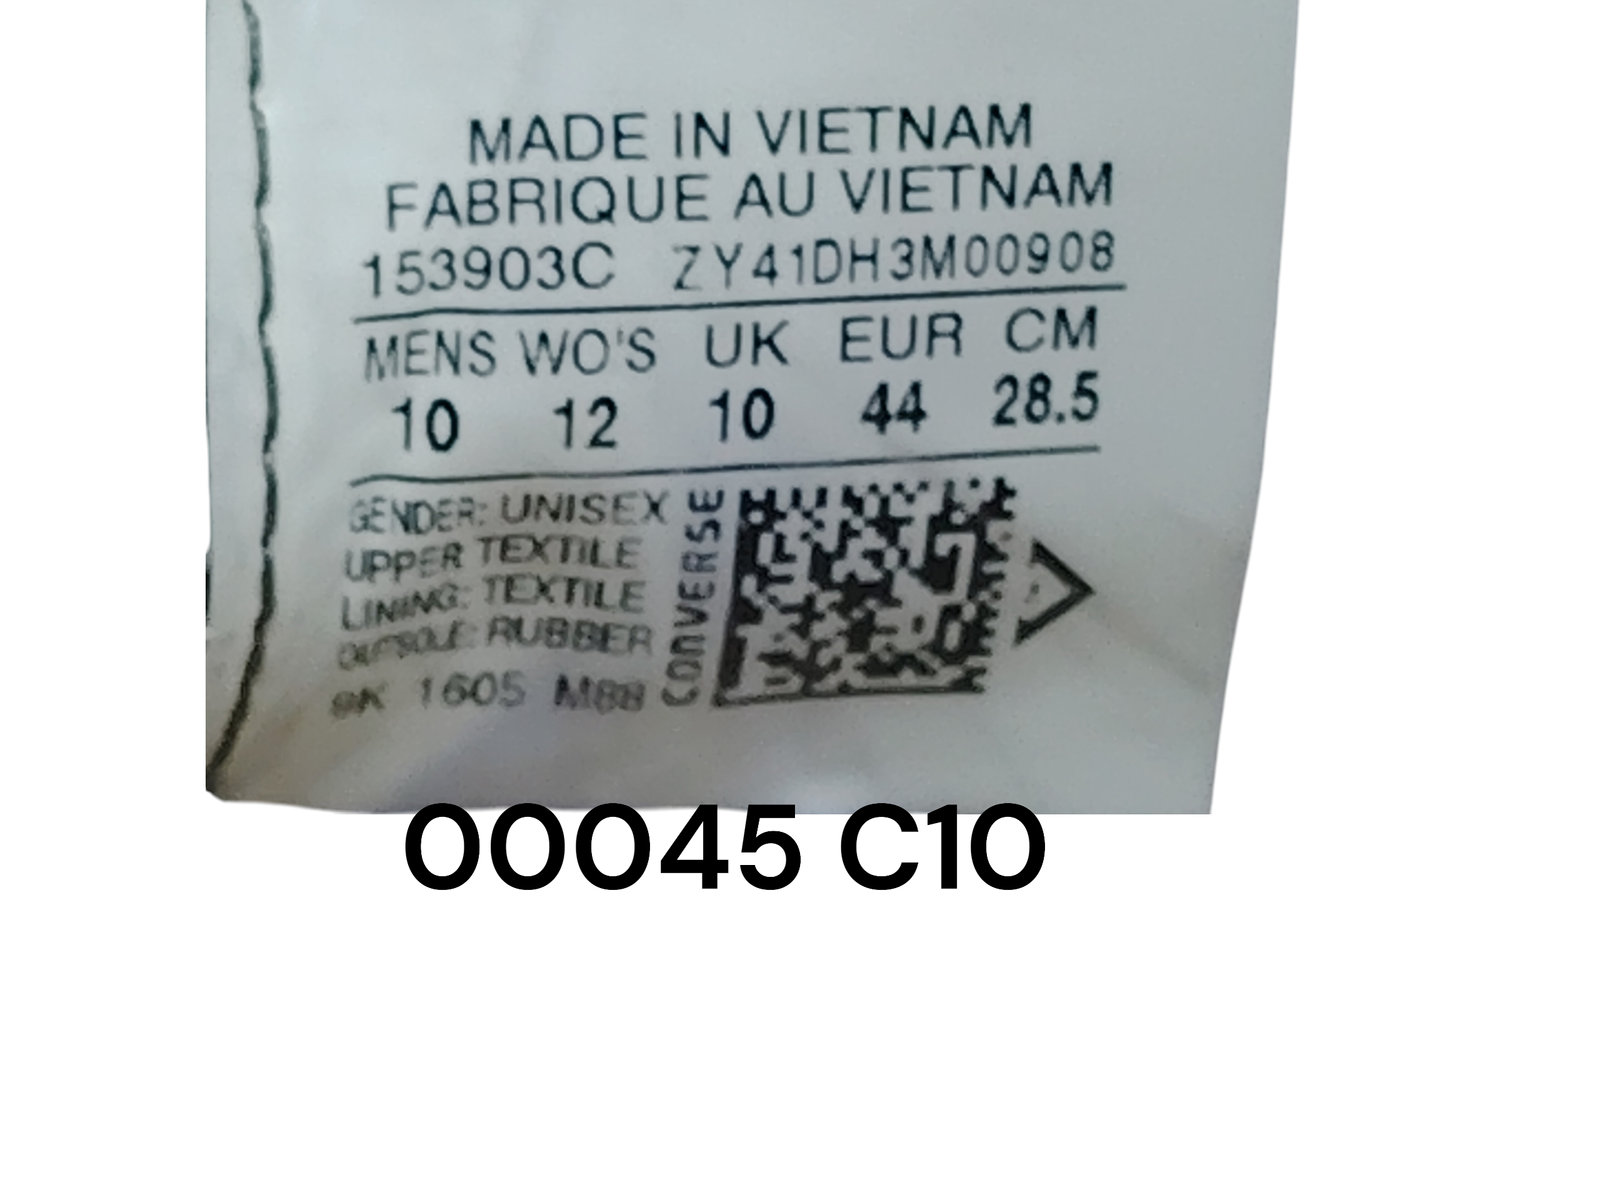 MADE IN VIETNAM
FABRIQUE AU VIETNAM
153903C ZY41DH3M00908
MENS WO'S UK EUR CM
10 12 10 44 28.5
GENDER: UNISEX
UPPER TEXTILE
LINING: TEXTILE
OUTSOLE: RUBBER
1605
CONVERSE
00045 C10